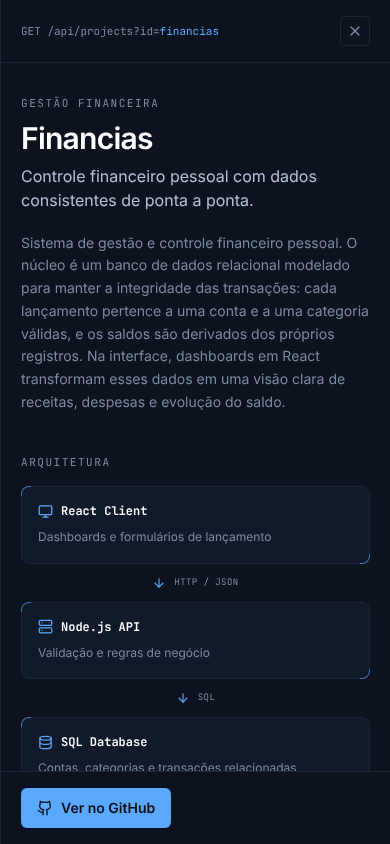 GET /api/projects?id=financias
GESTÃO FINANCEIRA
Financias
Controle financeiro pessoal com dados
consistentes de ponta a ponta.
Sistema de gestão e controle financeiro pessoal. O
núcleo é um banco de dados relacional modelado
para manter a integridade das transações: cada
lançamento pertence a uma conta e a uma categoria
válidas, e os saldos são derivados dos próprios
registros. Na interface, dashboards em React
transformam esses dados em uma visão clara de
receitas, despesas e evolução do saldo.
ARQUITETURA
React Client
Dashboards e formulários de lançamento
HTTP / JSON
Node.js API
Validação e regras de negócio
SQL
SQL Database
Contas, categorias e transações relacionadas
Ver no GitHub